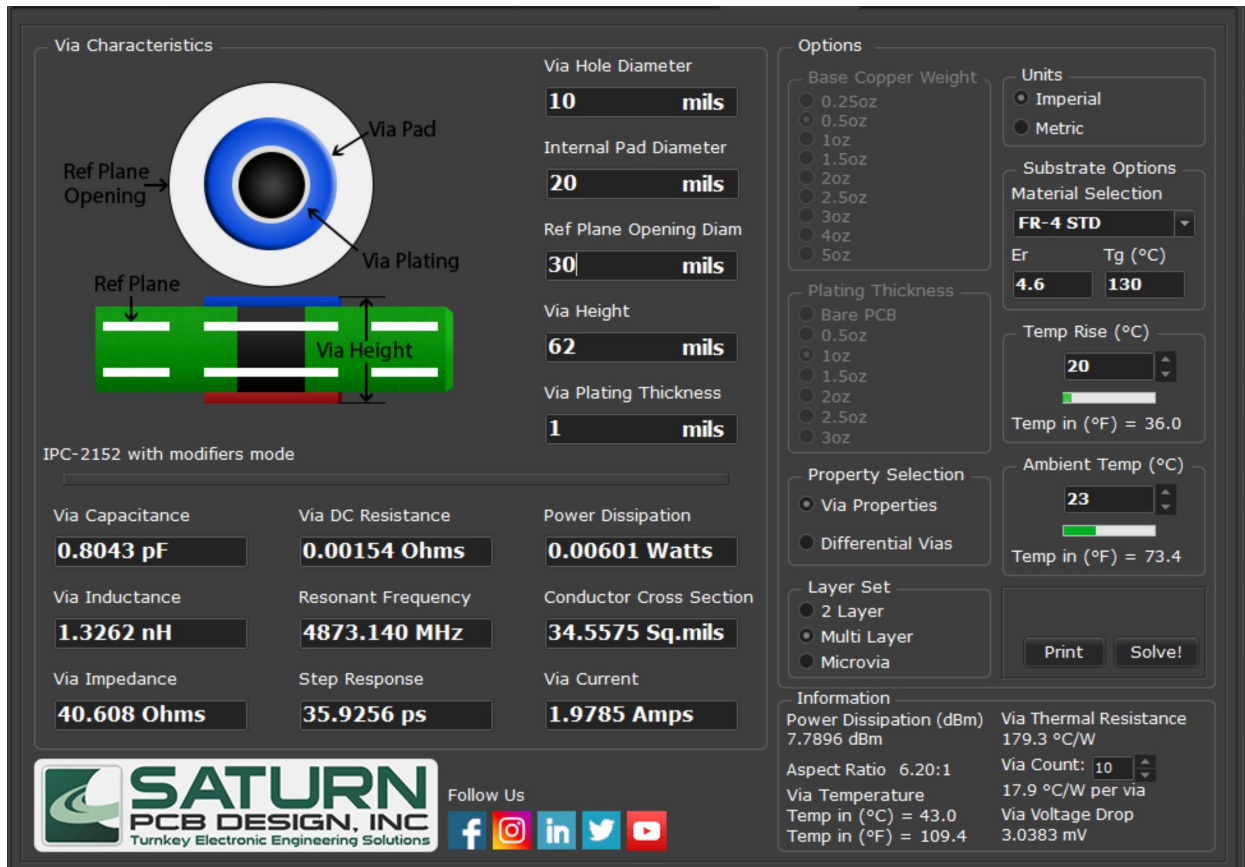 Via Characteristics
Via Pad
Ref Plane
Opening
Via Plating
Ref Plane
Via Height
Via Hole Diameter
10 mils
Internal Pad Diameter
20 mils
Ref Plane Opening Diam
30 mils
Via Height
62 mils
Via Plating Thickness
1 mils
IPC-2152 with modifiers mode
Via Capacitance
0.8043 pF
Via DC Resistance
0.00154 Ohms
Power Dissipation
0.00601 Watts
Via Inductance
1.3262 nH
Resonant Frequency
4873.140 MHz
Conductor Cross Section
34.5575 Sq.mils
Via Impedance
40.608 Ohms
Step Response
35.9256 ps
Via Current
1.9785 Amps
SATURN
PCB DESIGN, INC
Turnkey Electronic Engineering Solutions
Follow Us
Options
Base Copper Weight
0.25oz
0.5oz
1oz
1.5oz
2oz
2.5oz
3oz
4oz
5oz
Plating Thickness
Bare PCB
0.5oz
1oz
1.5oz
2oz
2.5oz
3oz
Property Selection
Via Properties
Differential Vias
Layer Set
2 Layer
Multi Layer
Microvia
Units
Imperial
Metric
Substrate Options
Material Selection
FR-4 STD
Er Tg (°C)
4.6 130
Temp Rise (°C)
20
Temp in (°F) = 36.0
Ambient Temp (°C)
23
Temp in (°F) = 73.4
Print Solve!
Information
Power Dissipation (dBm)
7.7896 dBm
Aspect Ratio 6.20:1
Via Temperature
Temp in (°C) = 43.0
Temp in (°F) = 109.4
Via Thermal Resistance
179.3 °C/W
Via Count: 10
17.9 °C/W per via
Via Voltage Drop
3.0383 mV